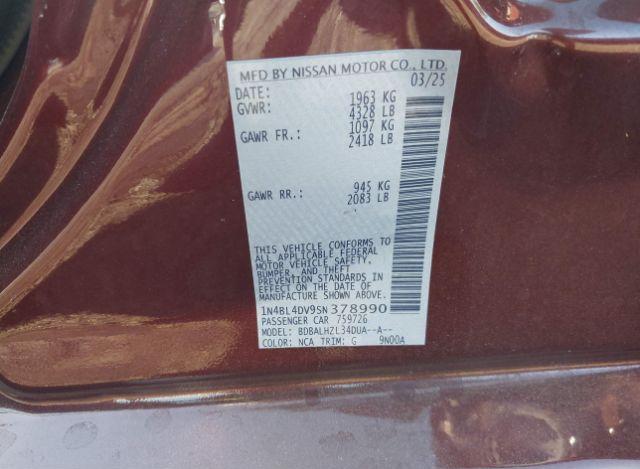 MFD BY NISSAN MOTOR CO., LTD.
DATE: 03/25
GVWR: 1963 KG
4328 LB
GAWR FR.: 1097 KG
2418 LB
GAWR RR.: 945 KG
2083 LB
THIS VEHICLE CONFORMS TO
ALL APPLICABLE FEDERAL
MOTOR VEHICLE SAFETY,
BUMPER, AND THEFT
PREVENTION STANDARDS IN
EFFECT ON THE DATE OF
MANUFACTURE SHOWN ABOVE.
1N4BL4DV9SN378990
PASSENGER CAR 759726
MODEL: BDBALHZL34DUA--A--
COLOR: NCA TRIM: G 9N00A